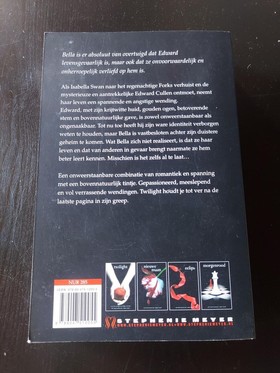 Bella is er absoluut van overtuigd dat Edward
levensgevaarlijk is, maar ook dat ze onvoorwaardelijk en
onherroepelijk verliefd op hem is.
Als Isabella Swan naar het regenachtige Forks verhuist en de
mysterieuze en aantrekkelijke Edward Cullen ontmoet, neemt
haar leven een spannende en angstige wending.
Edward, met zijn krijtwitte huid, gouden ogen, betoverende
stem en bovennatuurlijke gave, is zowel onweerstaanbaar als
ongenaakbaar. Tot nu toe heeft hij zijn ware identiteit verborgen
weten te houden, maar Bella is vastbesloten achter zijn duistere
geheim te komen. Wat Bella zich niet realiseert, is dat ze haar
leven en dat van anderen in gevaar brengt naarmate ze hem
beter leert kennen. Misschien is het zelfs al te laat…
Een onweerstaanbare combinatie van romantiek en spanning
met een bovennatuurlijk tintje. Gepassioneerd, meeslepend
en vol verrassende wendingen. Twilight houdt je tot ver na de
laatste pagina in zijn greep.
twilight
nieuwe maan
eclips
morgenrood
STEPHENIE MEYER